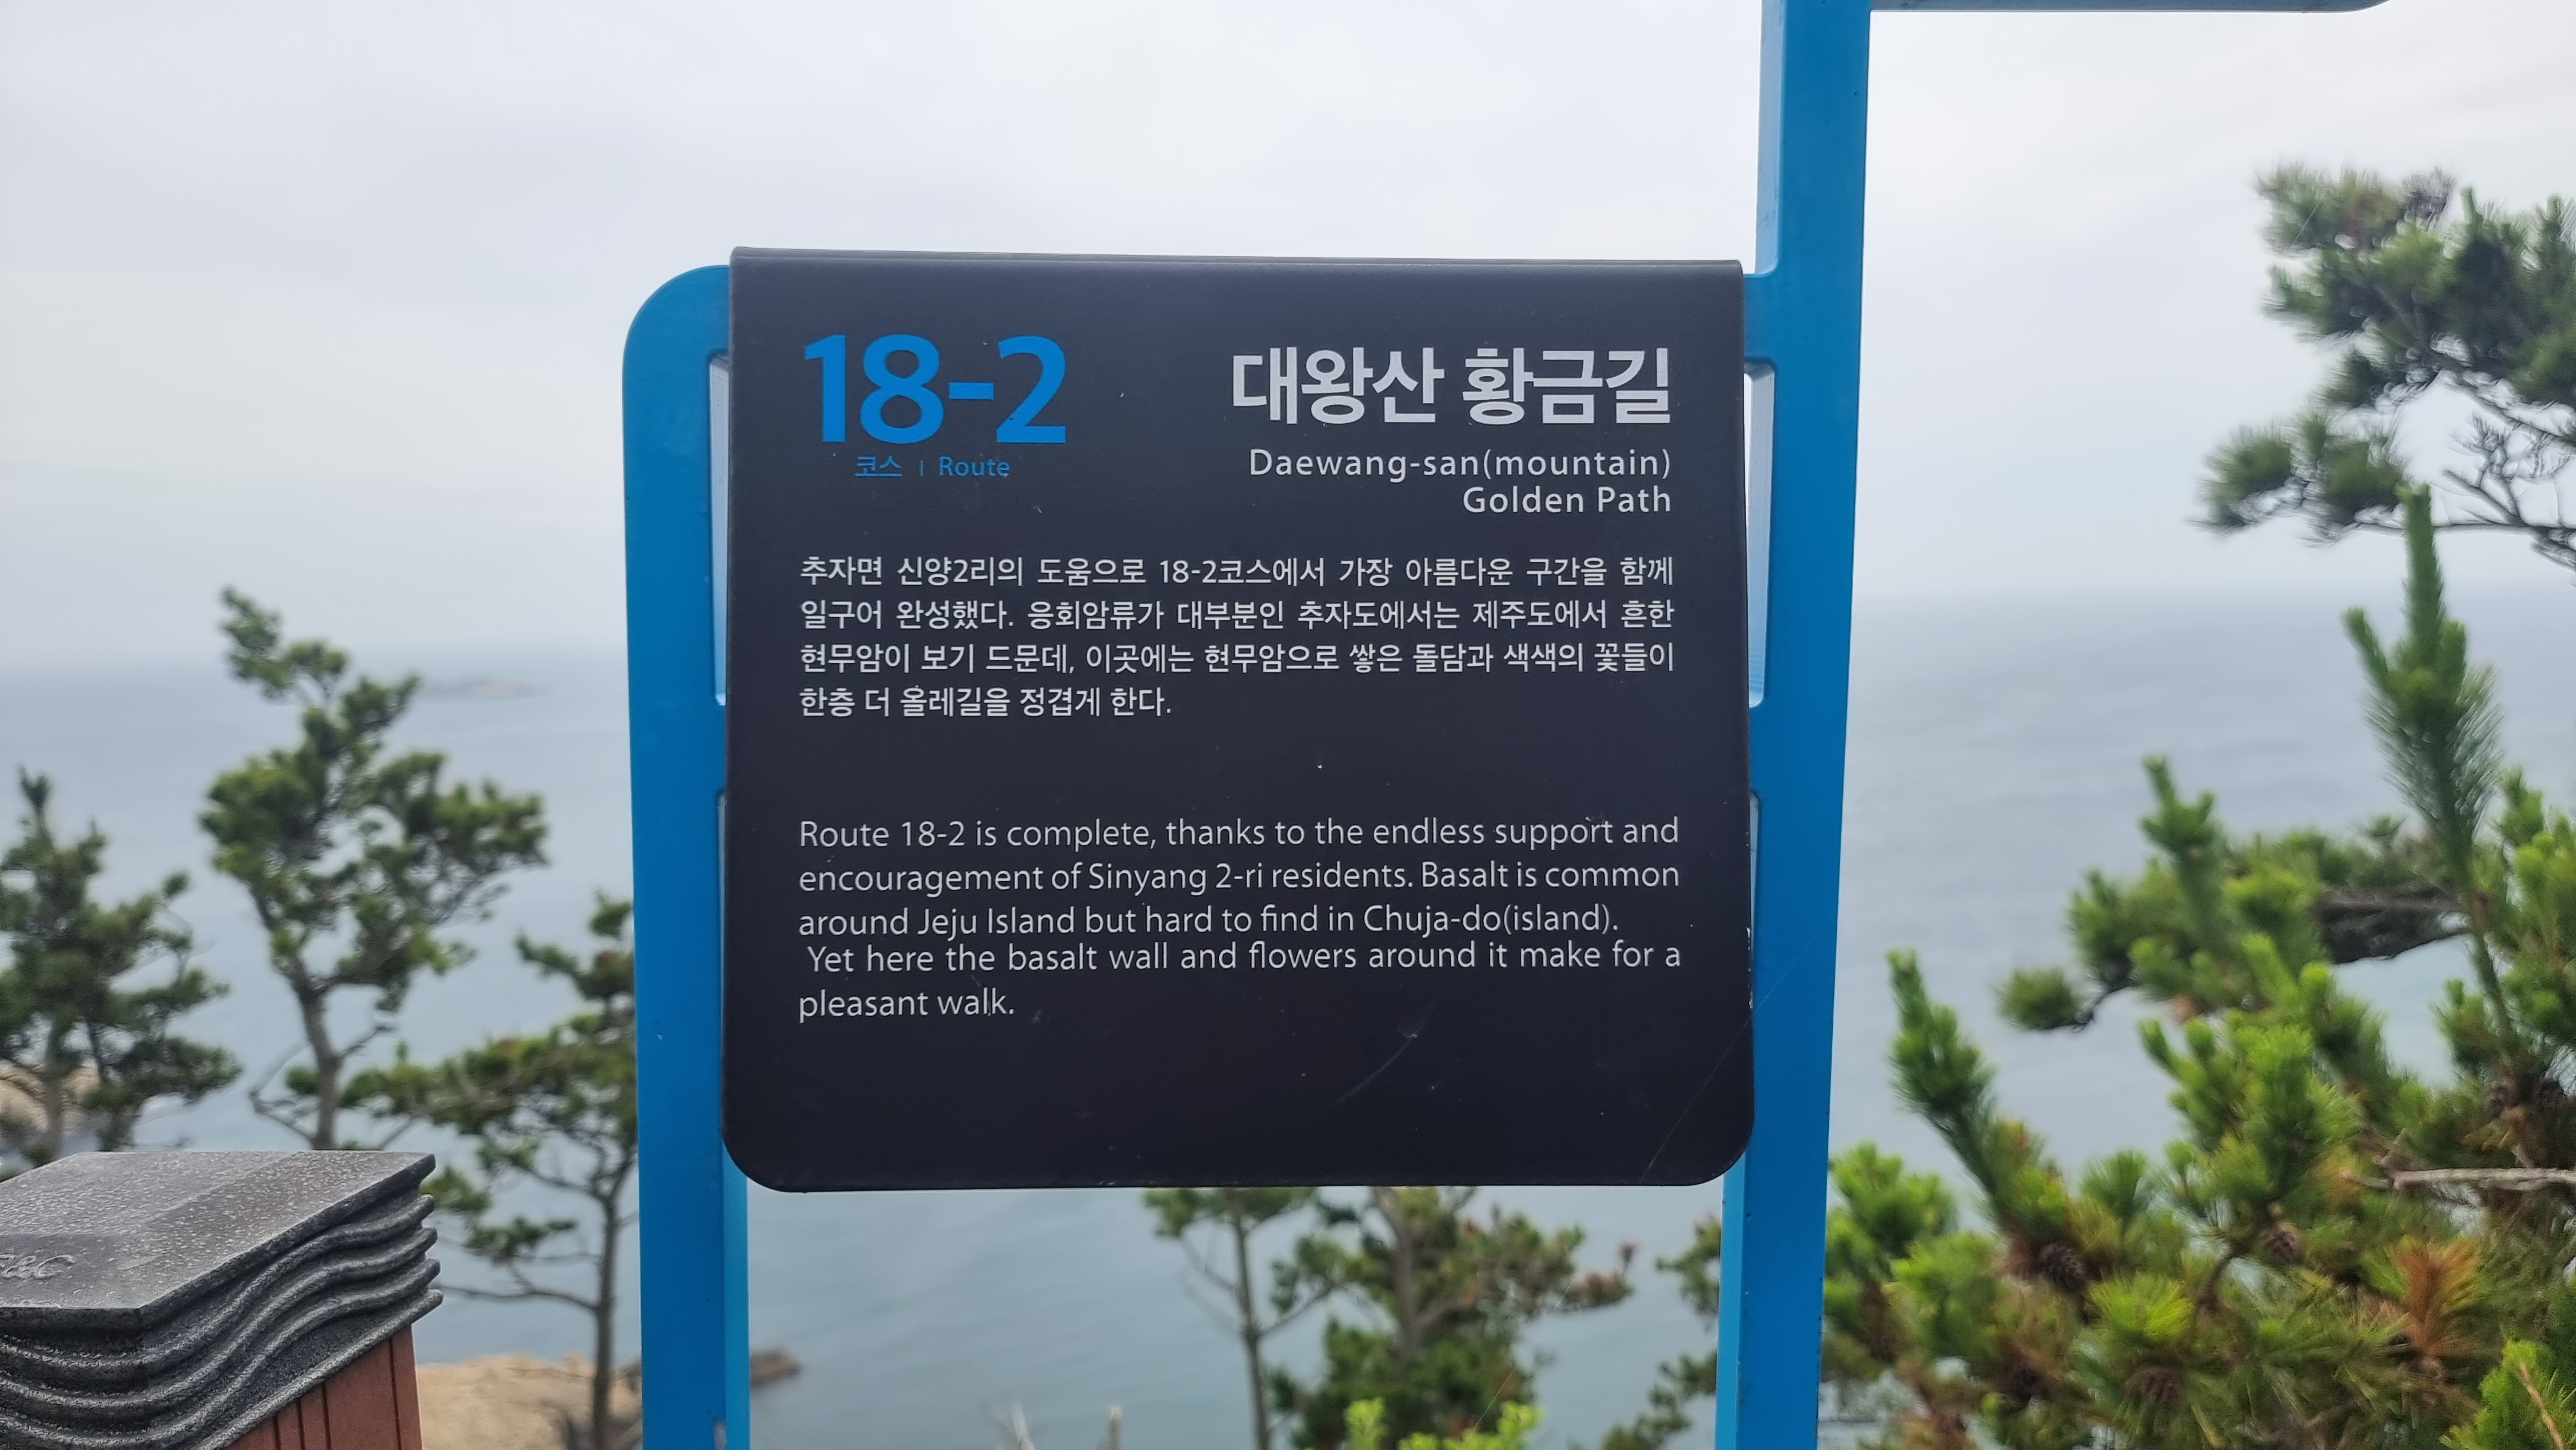 18-2
코스 | Route
대왕산 황금길
Daewang-san(mountain)
Golden Path
추자면 신양2리의 도움으로 18-2코스에서 가장 아름다운 구간을 함께
일구어 완성했다. 응회암류가 대부분인 추자도에서는 제주도에서 흔한
현무암이 보기 드문데, 이곳에는 현무암으로 쌓은 돌담과 색색의 꽃들이
한층 더 올레길을 정겹게 한다.
Route 18-2 is complete, thanks to the endless support and
encouragement of Sinyang 2-ri residents. Basalt is common
around Jeju Island but hard to find in Chuja-do(island).
Yet here the basalt wall and flowers around it make for a
pleasant walk.